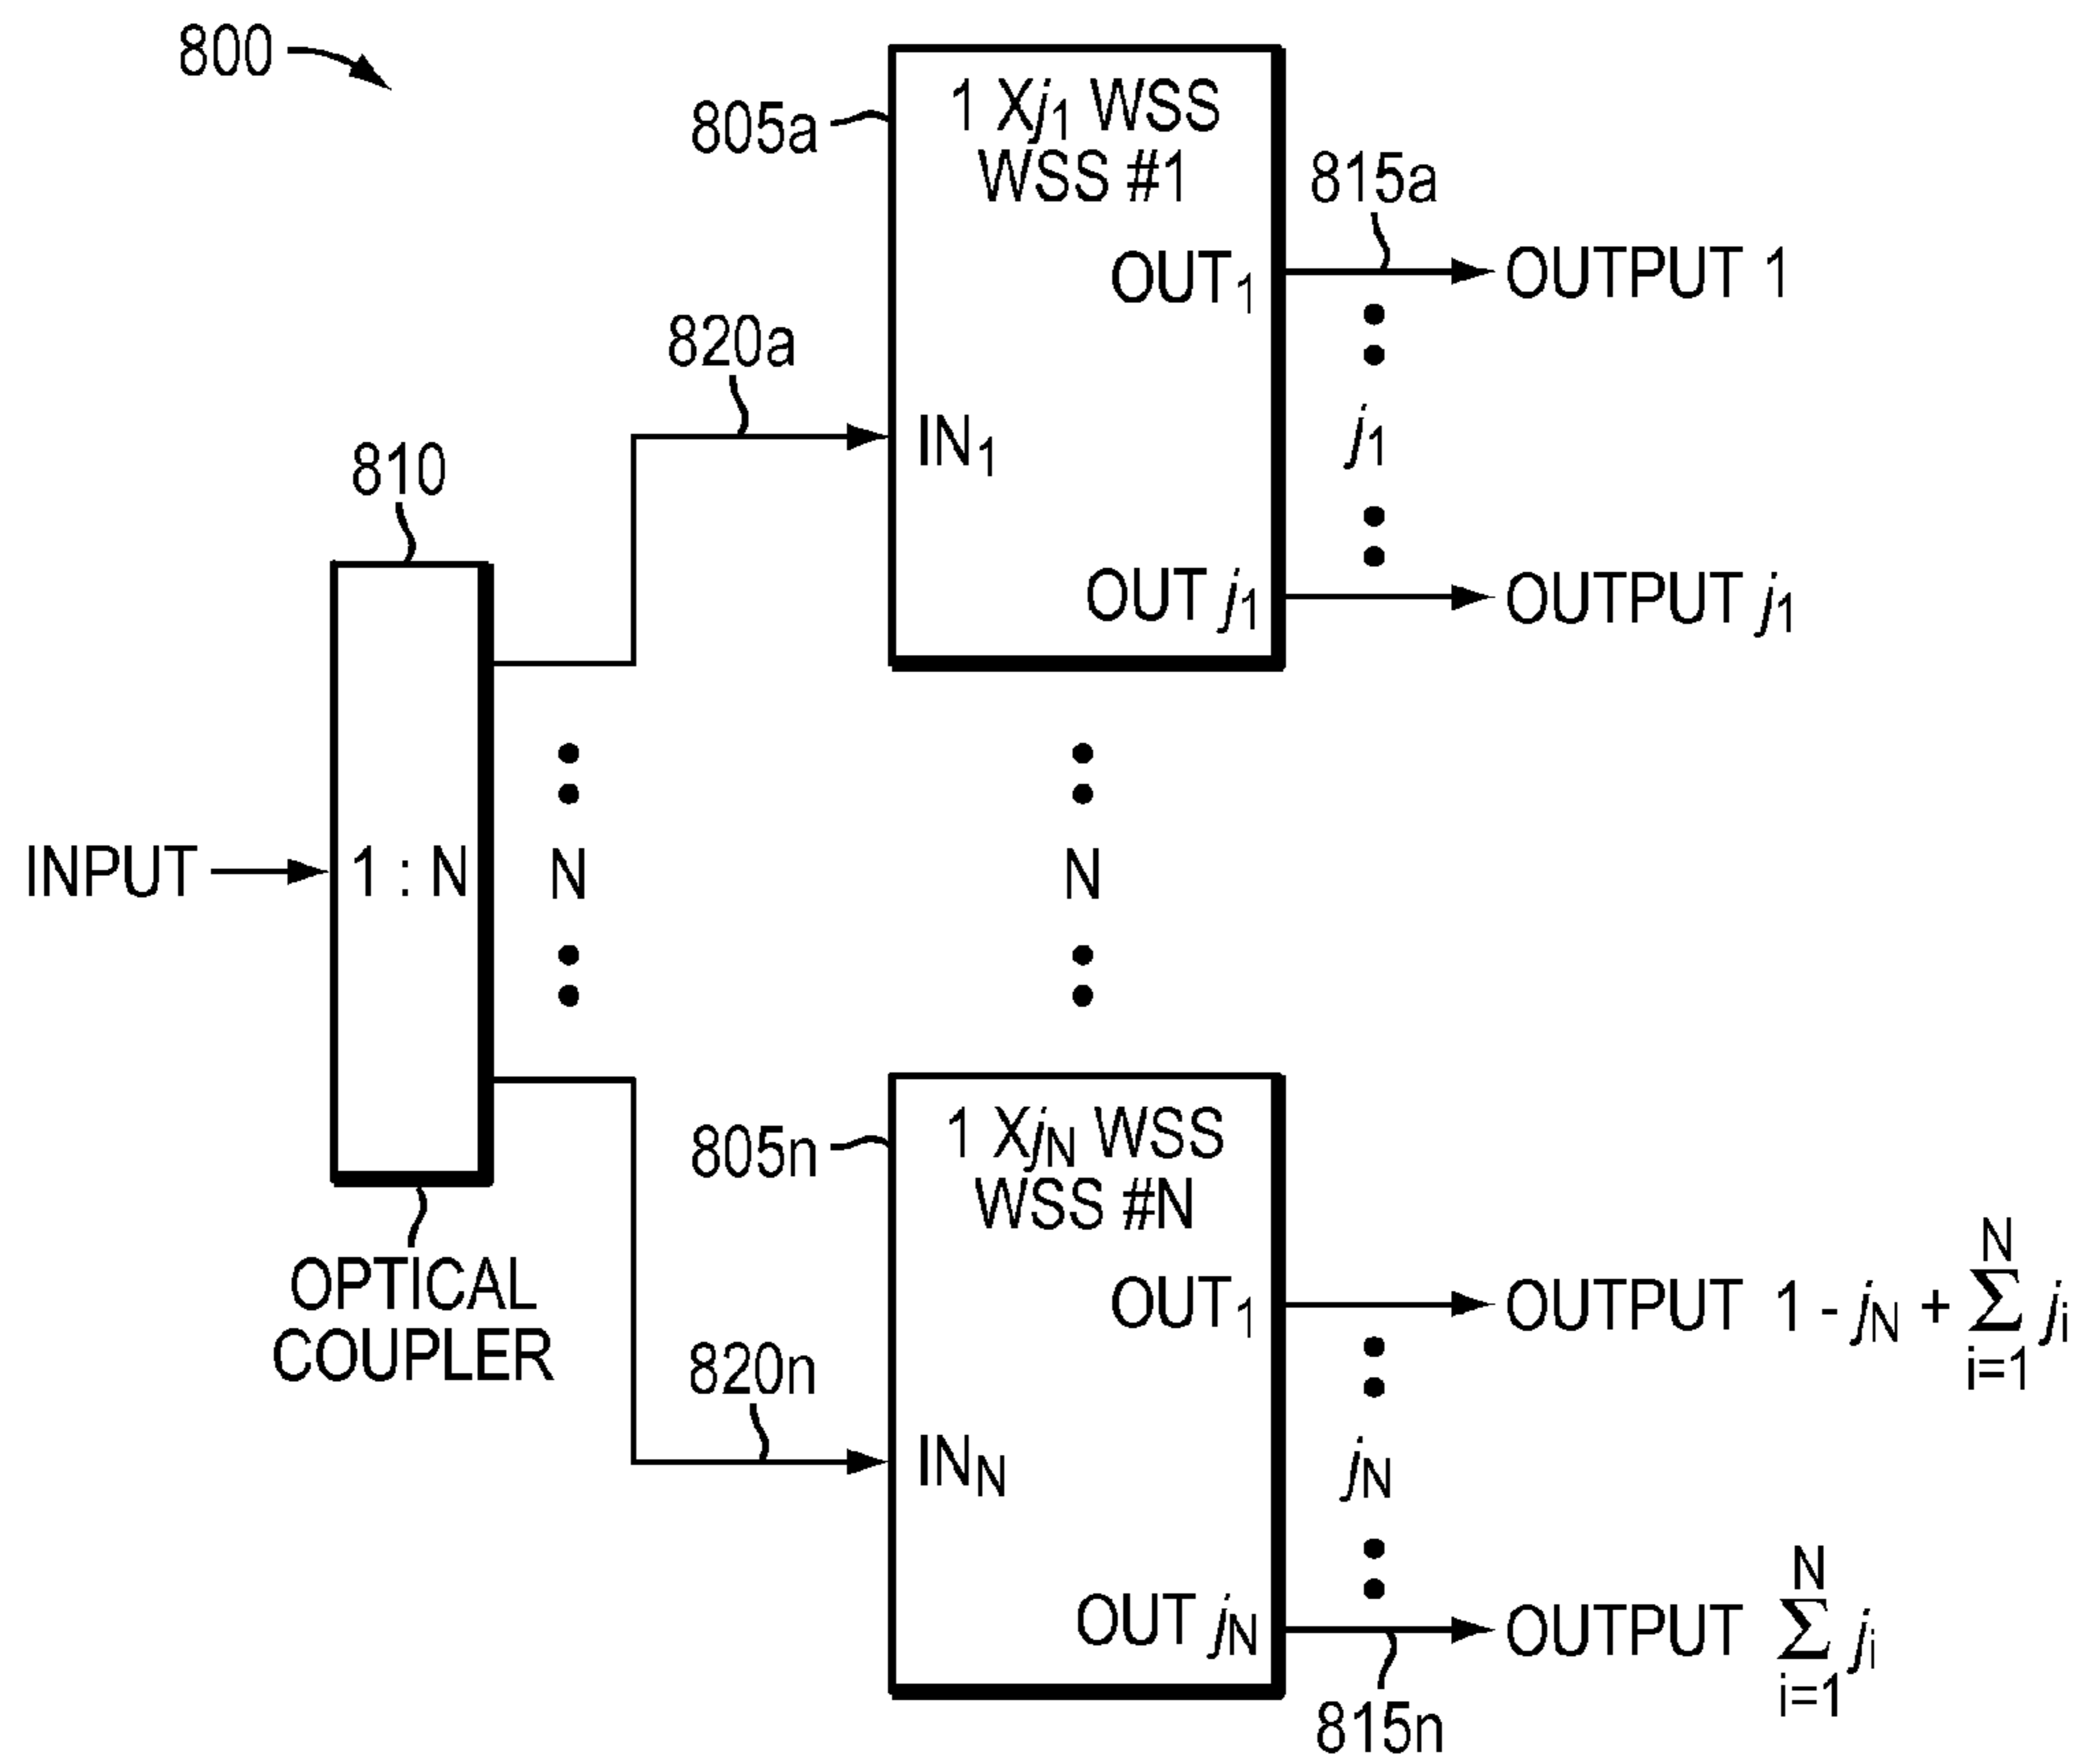 800
805a
1 Xj₁ WSS
WSS #1
815a
OUT₁
OUTPUT 1
820a
IN₁
j₁
OUT j₁
OUTPUT j₁
810
INPUT
1 : N
N
N
OPTICAL
COUPLER
805n
1 XjN WSS
WSS #N
OUT₁
OUTPUT 1 - jN + N∑i=1 ji
820n
INN
jN
OUT jN
OUTPUT N∑i=1 ji
815n